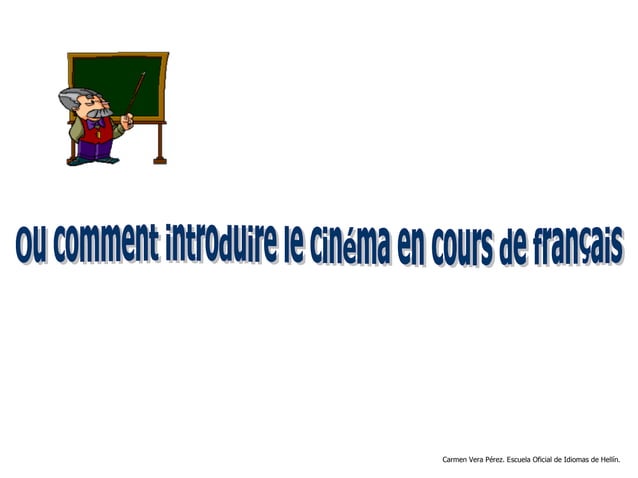 Ou comment introduire le cinéma en cours de français
Carmen Vera Pérez. Escuela Oficial de Idiomas de Hellín.